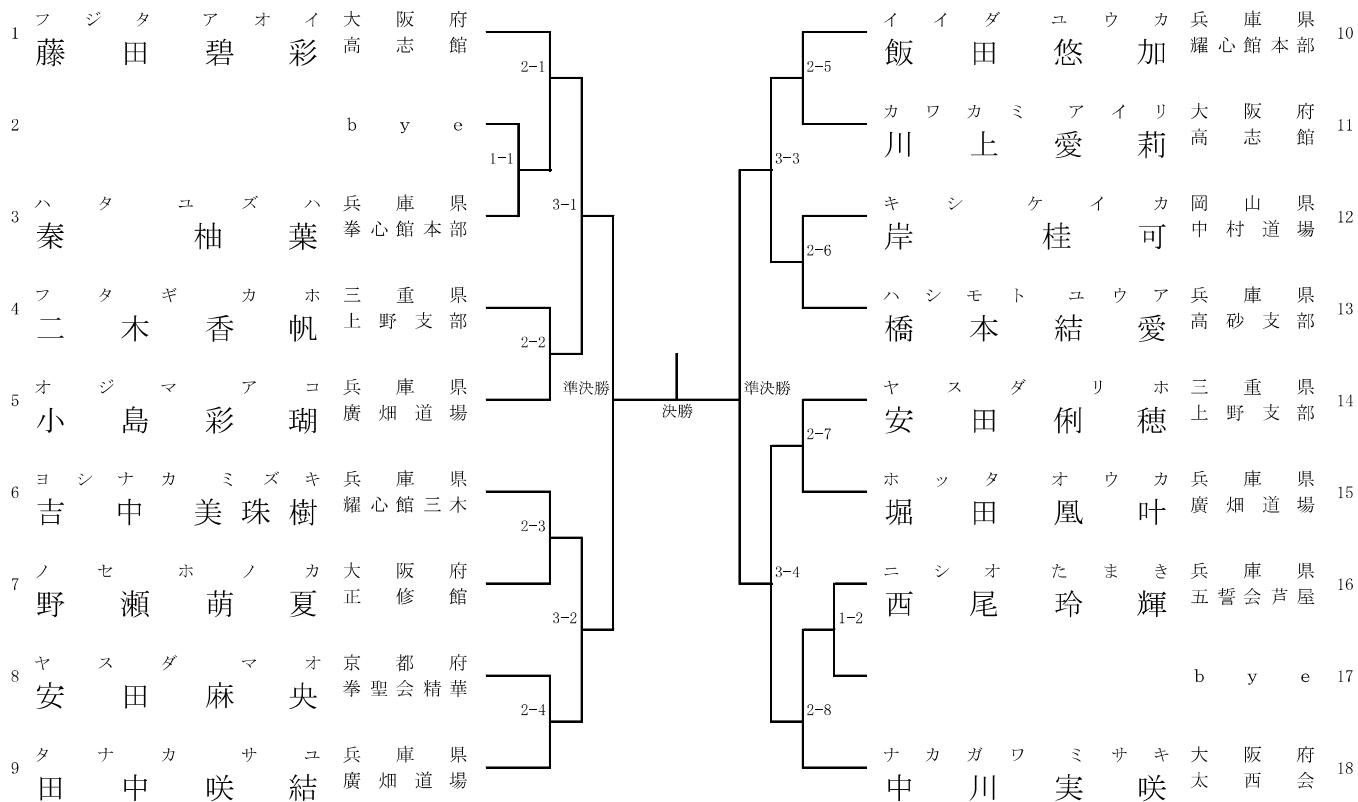 フジタアオイ 大阪府
1 藤田碧彩 高志館
2 bye
ハタユズハ 兵庫県
3 秦柚葉 拳心館本部
フタギカホ 三重県
4 二木香帆 上野支部
オジマアコ 兵庫県
5 小島彩瑚 廣畑道場
ヨシナカミズキ 兵庫県
6 吉中美珠樹 耀心館三木
ノセホノカ 大阪府
7 野瀬萌夏 正修館
ヤスダマオ 京都府
8 安田麻央 拳聖会精華
タナカサユ 兵庫県
9 田中咲結 廣畑道場
2-1
1-1
3-1
2-2
準決勝
2-3
3-2
2-4
決勝
2-5
3-3
2-6
準決勝
2-7
3-4
1-2
2-8
イイダユウカ 兵庫県
飯田悠加 耀心館本部 10
カワカミアイリ 大阪府
川上愛莉 高志館 11
キシケイカ 岡山県
岸桂可 中村道場 12
ハシモトユウア 兵庫県
橋本結愛 高砂支部 13
ヤスダリホ 三重県
安田俐穂 上野支部 14
ホッタオウカ 兵庫県
堀田凰叶 廣畑道場 15
ニシオたまき 兵庫県
西尾玲輝 五誓会芦屋 16
bye 17
ナカガワミサキ 大阪府
中川実咲 太西会 18